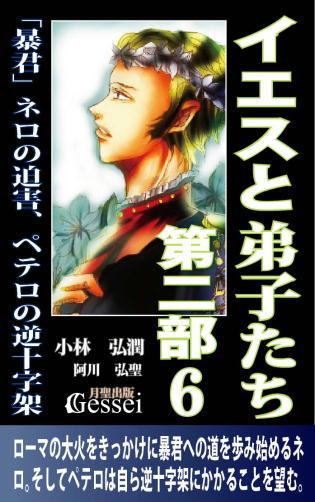 イエスと弟子たち
第二部 6
「暴君」ネロの迫害、ペテロの逆十字架
小林 弘潤
阿川 弘聖
月聖出版
Gessei
ローマの大火をきっかけに暴君への道を歩み始めるネ
ロ。そしてペテロは自ら逆十字架にかかることを望む。